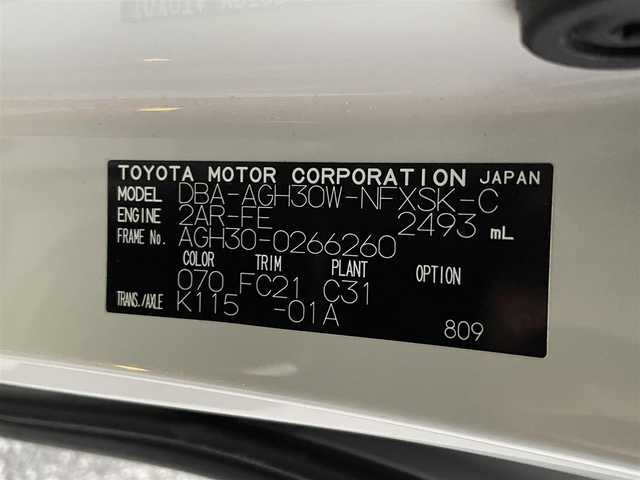 TOYOTA MOTOR CORPORATION JAPAN
MODEL DBA-AGH30W-NFXSK-C
ENGINE 2AR-FE 2493 mL
FRAME No. AGH30-0266260
COLOR TRIM PLANT OPTION
070 FC21 C31
TRANS./AXLE K115 -01A
809